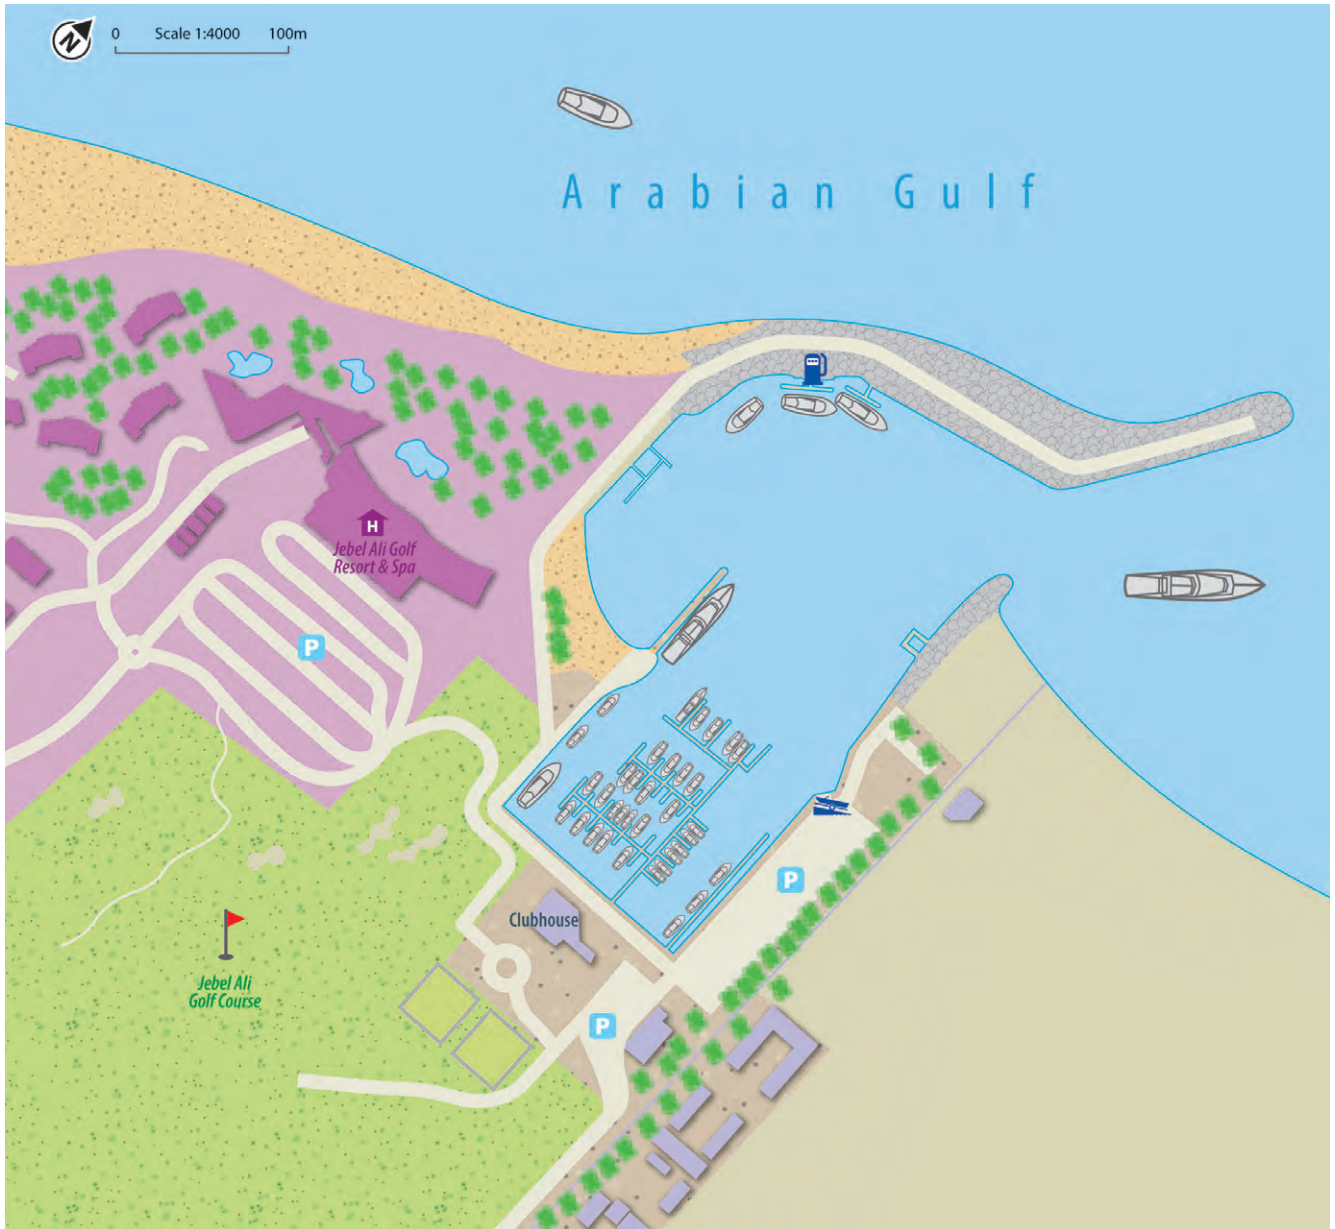 N
0 Scale 1:4000 100m
Arabian Gulf
H
Jebel Ali Golf
Resort & Spa
P
P
Clubhouse
Jebel Ali
Golf Course
P